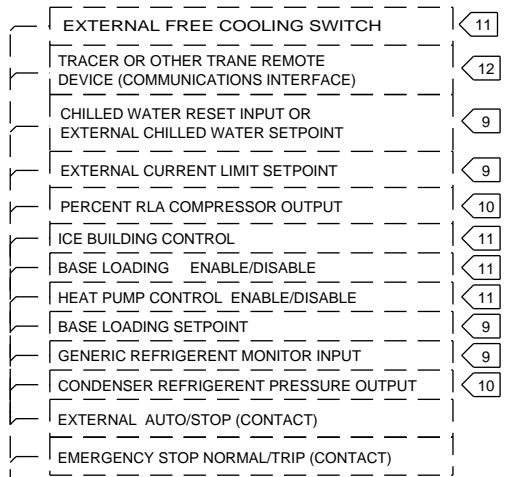 EXTERNAL FREE COOLING SWITCH 11
TRACER OR OTHER TRANE REMOTE
DEVICE (COMMUNICATIONS INTERFACE) 12
CHILLED WATER RESET INPUT OR
EXTERNAL CHILLED WATER SETPOINT 9
EXTERNAL CURRENT LIMIT SETPOINT 9
PERCENT RLA COMPRESSOR OUTPUT 10
ICE BUILDING CONTROL 11
BASE LOADING ENABLE/DISABLE 11
HEAT PUMP CONTROL ENABLE/DISABLE 11
BASE LOADING SETPOINT 9
GENERIC REFRIGERENT MONITOR INPUT 9
CONDENSER REFRIGERENT PRESSURE OUTPUT 10
EXTERNAL AUTO/STOP (CONTACT)
EMERGENCY STOP NORMAL/TRIP (CONTACT)